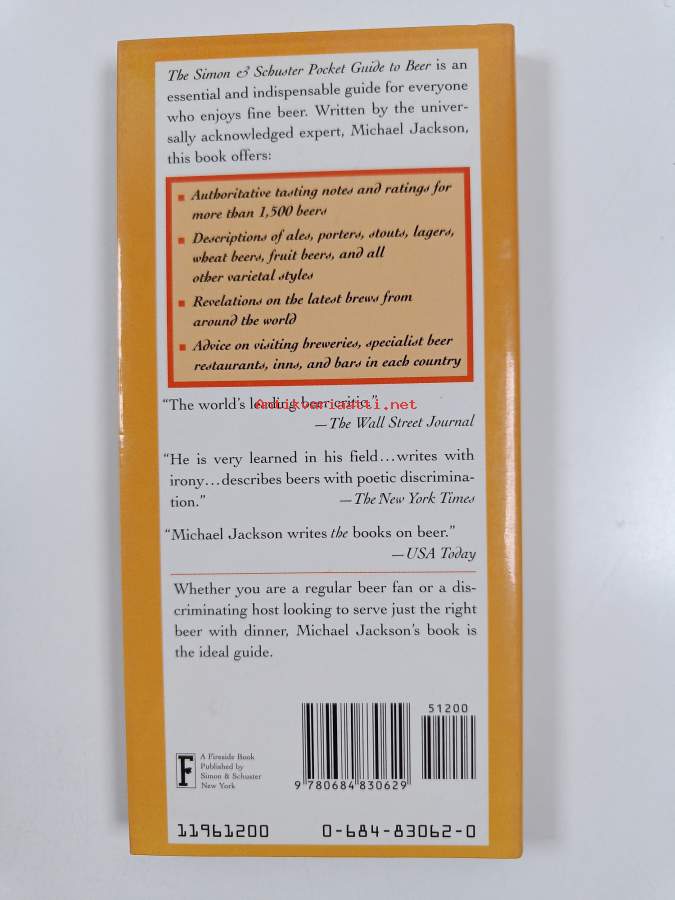 The Simon & Schuster Pocket Guide to Beer is an
essential and indispensable guide for everyone
who enjoys fine beer. Written by the univer-
sally acknowledged expert, Michael Jackson,
this book offers:
■ Authoritative tasting notes and ratings for
more than 1,500 beers
■ Descriptions of ales, porters, stouts, lagers,
wheat beers, fruit beers, and all
other varietal styles
■ Revelations on the latest brews from
around the world
■ Advice on visiting breweries, specialist beer
restaurants, inns, and bars in each country
“The world’s leading beer critic.”
antikvariaatti.net
—The Wall Street Journal
“He is very learned in his field...writes with
irony...describes beers with poetic discrimina-
tion.” —The New York Times
“Michael Jackson writes the books on beer.”
—USA Today
Whether you are a regular beer fan or a dis-
criminating host looking to serve just the right
beer with dinner, Michael Jackson’s book is
the ideal guide.
51200
F
A Fireside Book
Published by
Simon & Schuster
New York
9 780684 830629
11961200 0-684-83062-0